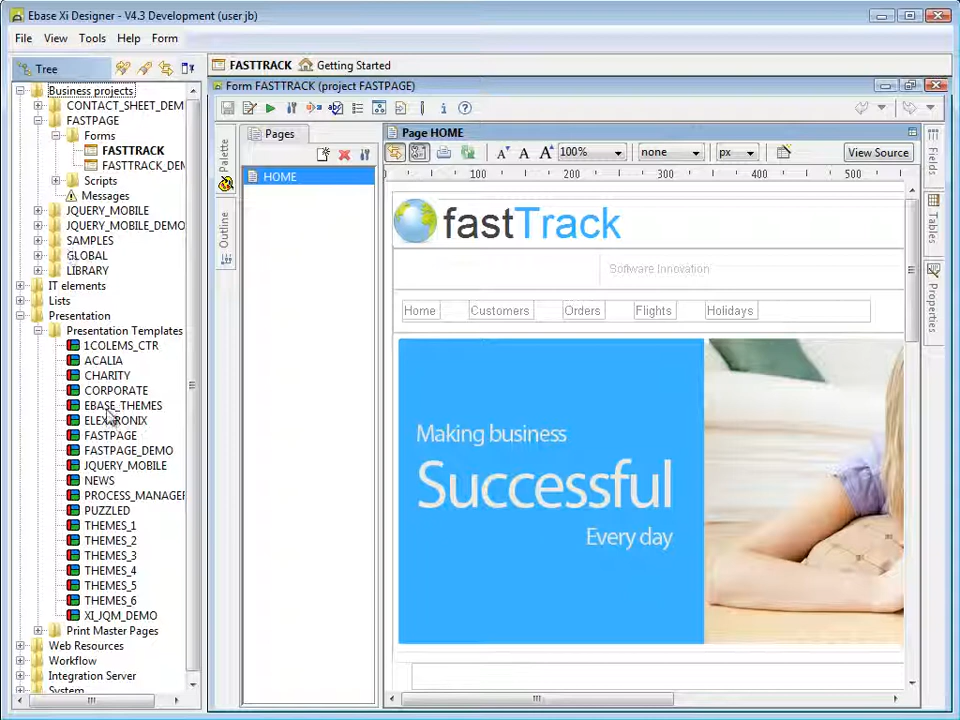 Ebase Xi Designer - V4.3 Development (user jb)
File View Tools Help Form
Tree
Business projects
CONTACT_SHEET_DEM
FASTPAGE
Forms
FASTTRACK
FASTTRACK_DEM
Scripts
Messages
JQUERY_MOBILE
JQUERY_MOBILE_DEMO
SAMPLES
GLOBAL
LIBRARY
IT elements
Lists
Presentation
Presentation Templates
1COLEMS_CTR
ACALIA
CHARITY
CORPORATE
EBASE_THEMES
ELEXTRONIX
FASTPAGE
FASTPAGE_DEMO
JQUERY_MOBILE
NEWS
PROCESS_MANAGER
PUZZLED
THEMES_1
THEMES_2
THEMES_3
THEMES_4
THEMES_5
THEMES_6
XI_JQM_DEMO
Print Master Pages
Web Resources
Workflow
Integration Server
System
FASTTRACK Getting Started
Form FASTTRACK (project FASTPAGE)
Palette
Outline
Pages
HOME
Page HOME
100% none px View Source
100 200 300 400 500
fastTrack
Software Innovation
Home Customers Orders Flights Holidays
Making business
Successful
Every day
Fields
Tables
Properties